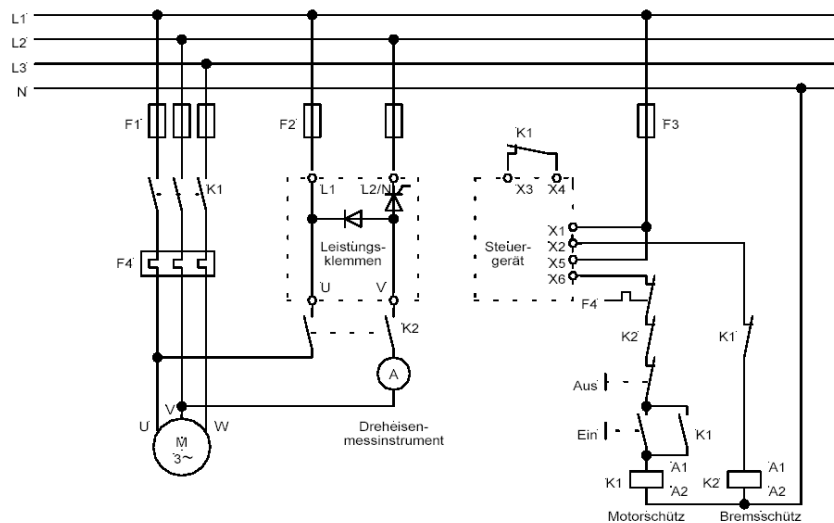 L1
L2
L3
N
F1
F2
F3
K1
K1
X3
X4
L1
L2/N
X1
X2
X5
X6
Leistungs-
klemmen
Steuer-
gerät
F4
U
V
F4
K2
K2
K1
A
Aus
V
U
W
M
3~
Dreheisen-
messinstrument
Ein
K1
K1
A1
A2
K2
A1
A2
Motorschütz
Bremsschütz